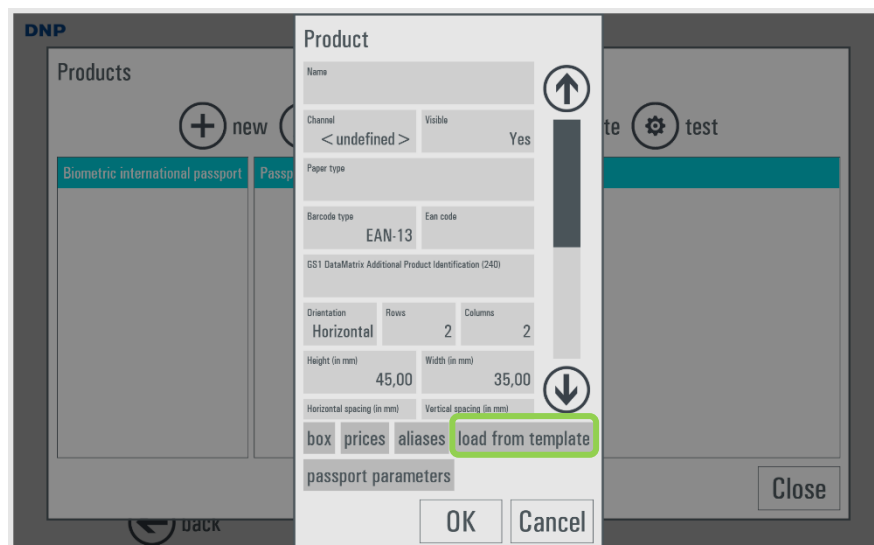 DNP
Products
new
te
test
Biometric international passport
Passp
Product
Name
Channel
Visible
< undefined >
Yes
Paper type
Barcode type
Ean code
EAN-13
GS1 DataMatrix Additional Product Identification (240)
Orientation
Rows
Columns
Horizontal
2
2
Height (in mm)
Width (in mm)
45,00
35,00
Horizontal spacing (in mm)
Vertical spacing (in mm)
box
prices
aliases
load from template
passport parameters
OK
Cancel
Close
back